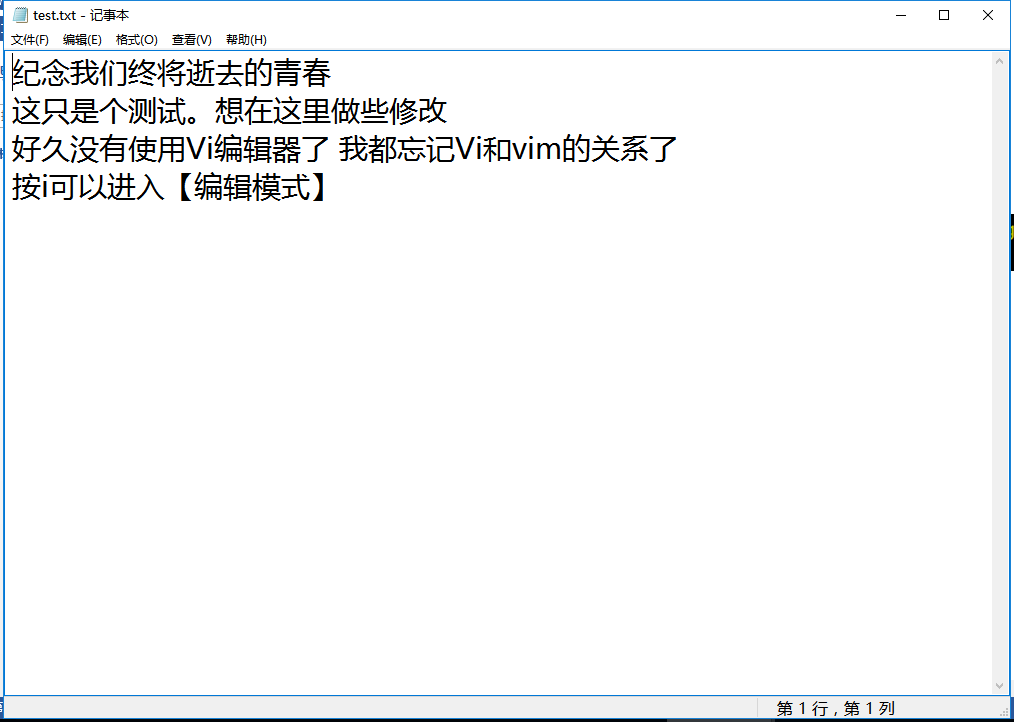 test.txt - 记事本
文件(F) 编辑(E) 格式(O) 查看(V) 帮助(H)
纪念我们终将逝去的青春
这只是个测试。想在这里做些修改
好久没有使用Vi编辑器了 我都忘记Vi和vim的关系了
按i可以进入【编辑模式】
第 1 行，第 1 列